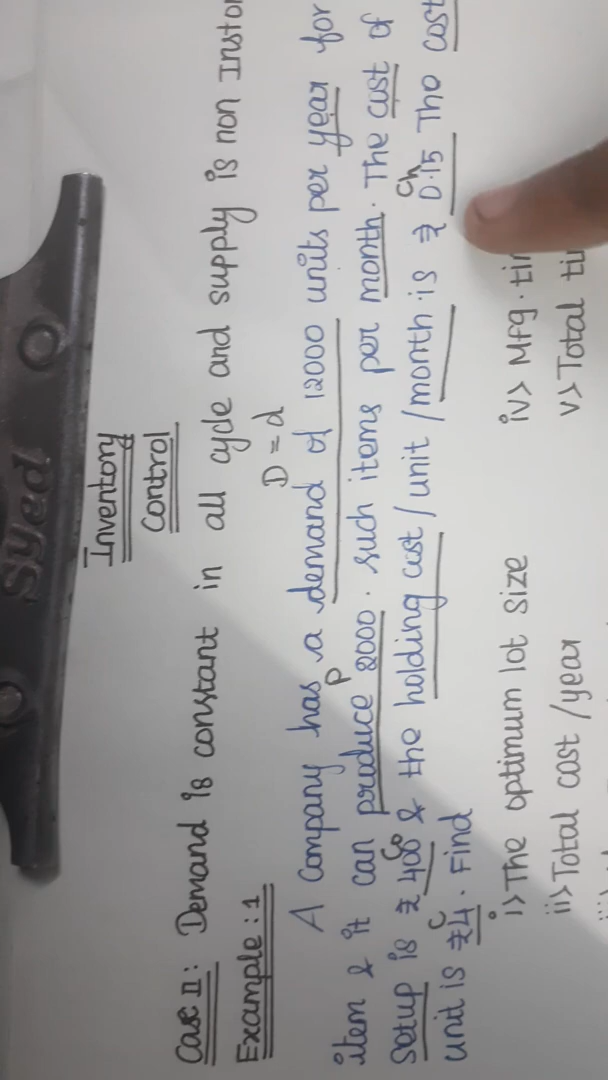 Syed
Inventory
Control
Case II: Demand is constant in all cycle and supply is non
Example: 1
D = d
A Company has a demand of 12000 units per year for
item & it can produce 2000. such items per month. The cost of
P
Setup is ₹ 400 & the holding cost / unit / month is ₹ 0.15 The cost
Co
Ch
unit is ₹4. Find
C
i> The optimum lot size
iv> Mfg.
ii> Total cost /year
v> Total